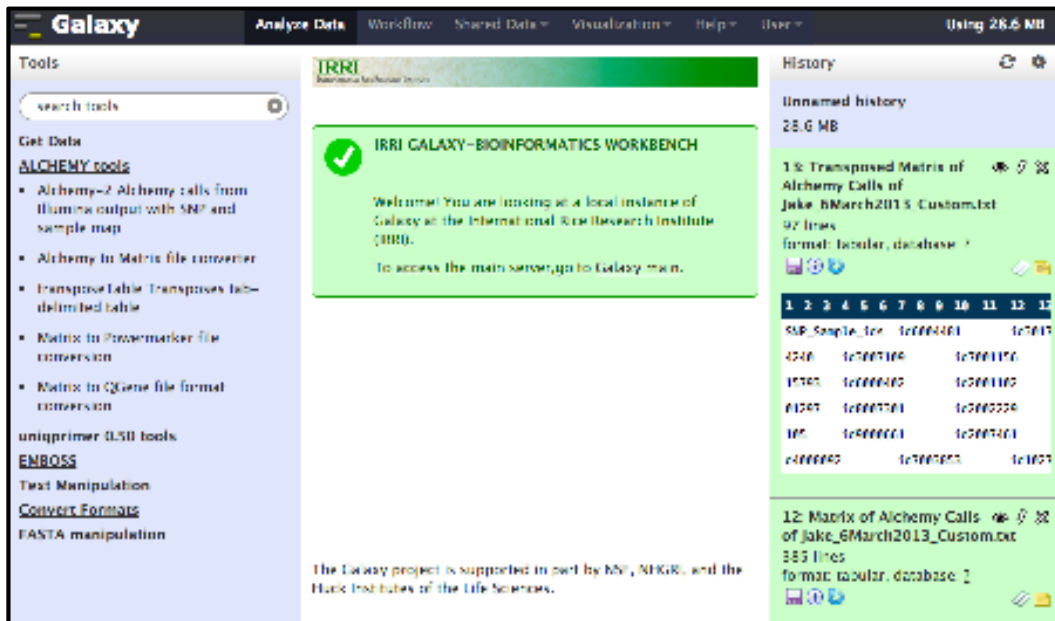 Galaxy
Analyze Data Workflow Shared Data Visualization Help User Using 28.6 MB
Tools
search tools
Get Data
ALCHEMY tools
Alchemy-2 Alchemy calls from
Illumina output with SNP and
sample map
Alchemy to Matrix file converter
transposeTable Transposes tab-
delimited table
Matrix to Powermarker file
conversion
Matrix to QGene file format
conversion
uniqprimer 0.50 tools
EMBOSS
Text Manipulation
Convert Formats
FASTA manipulation
IRRI
IRRI GALAXY-BIOINFORMATICS WORKBENCH
Welcome! You are looking at a local instance of
Galaxy at the International Rice Research Institute
(IRRI).
To access the main server,go to Galaxy main.
The Galaxy project is supported in part by NSF, NHGRI, and the
Huck Institutes of the Life Sciences.
History
Unnamed history
28.6 MB
13: Transposed Matrix of
Alchemy Calls of
Jake_6March2013_Custom.txt
97 lines
format: tabular, database: ?
1 2 3 4 5 6 7 8 9 10 11 12 13
12: Matrix of Alchemy Calls
of Jake_6March2013_Custom.txt
385 lines
format: tabular, database: ?